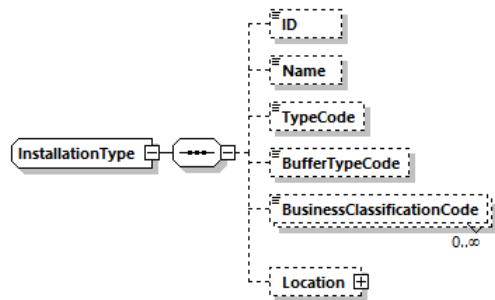 ID
Name
TypeCode
InstallationType
BufferTypeCode
BusinessClassificationCode
0..∞
Location